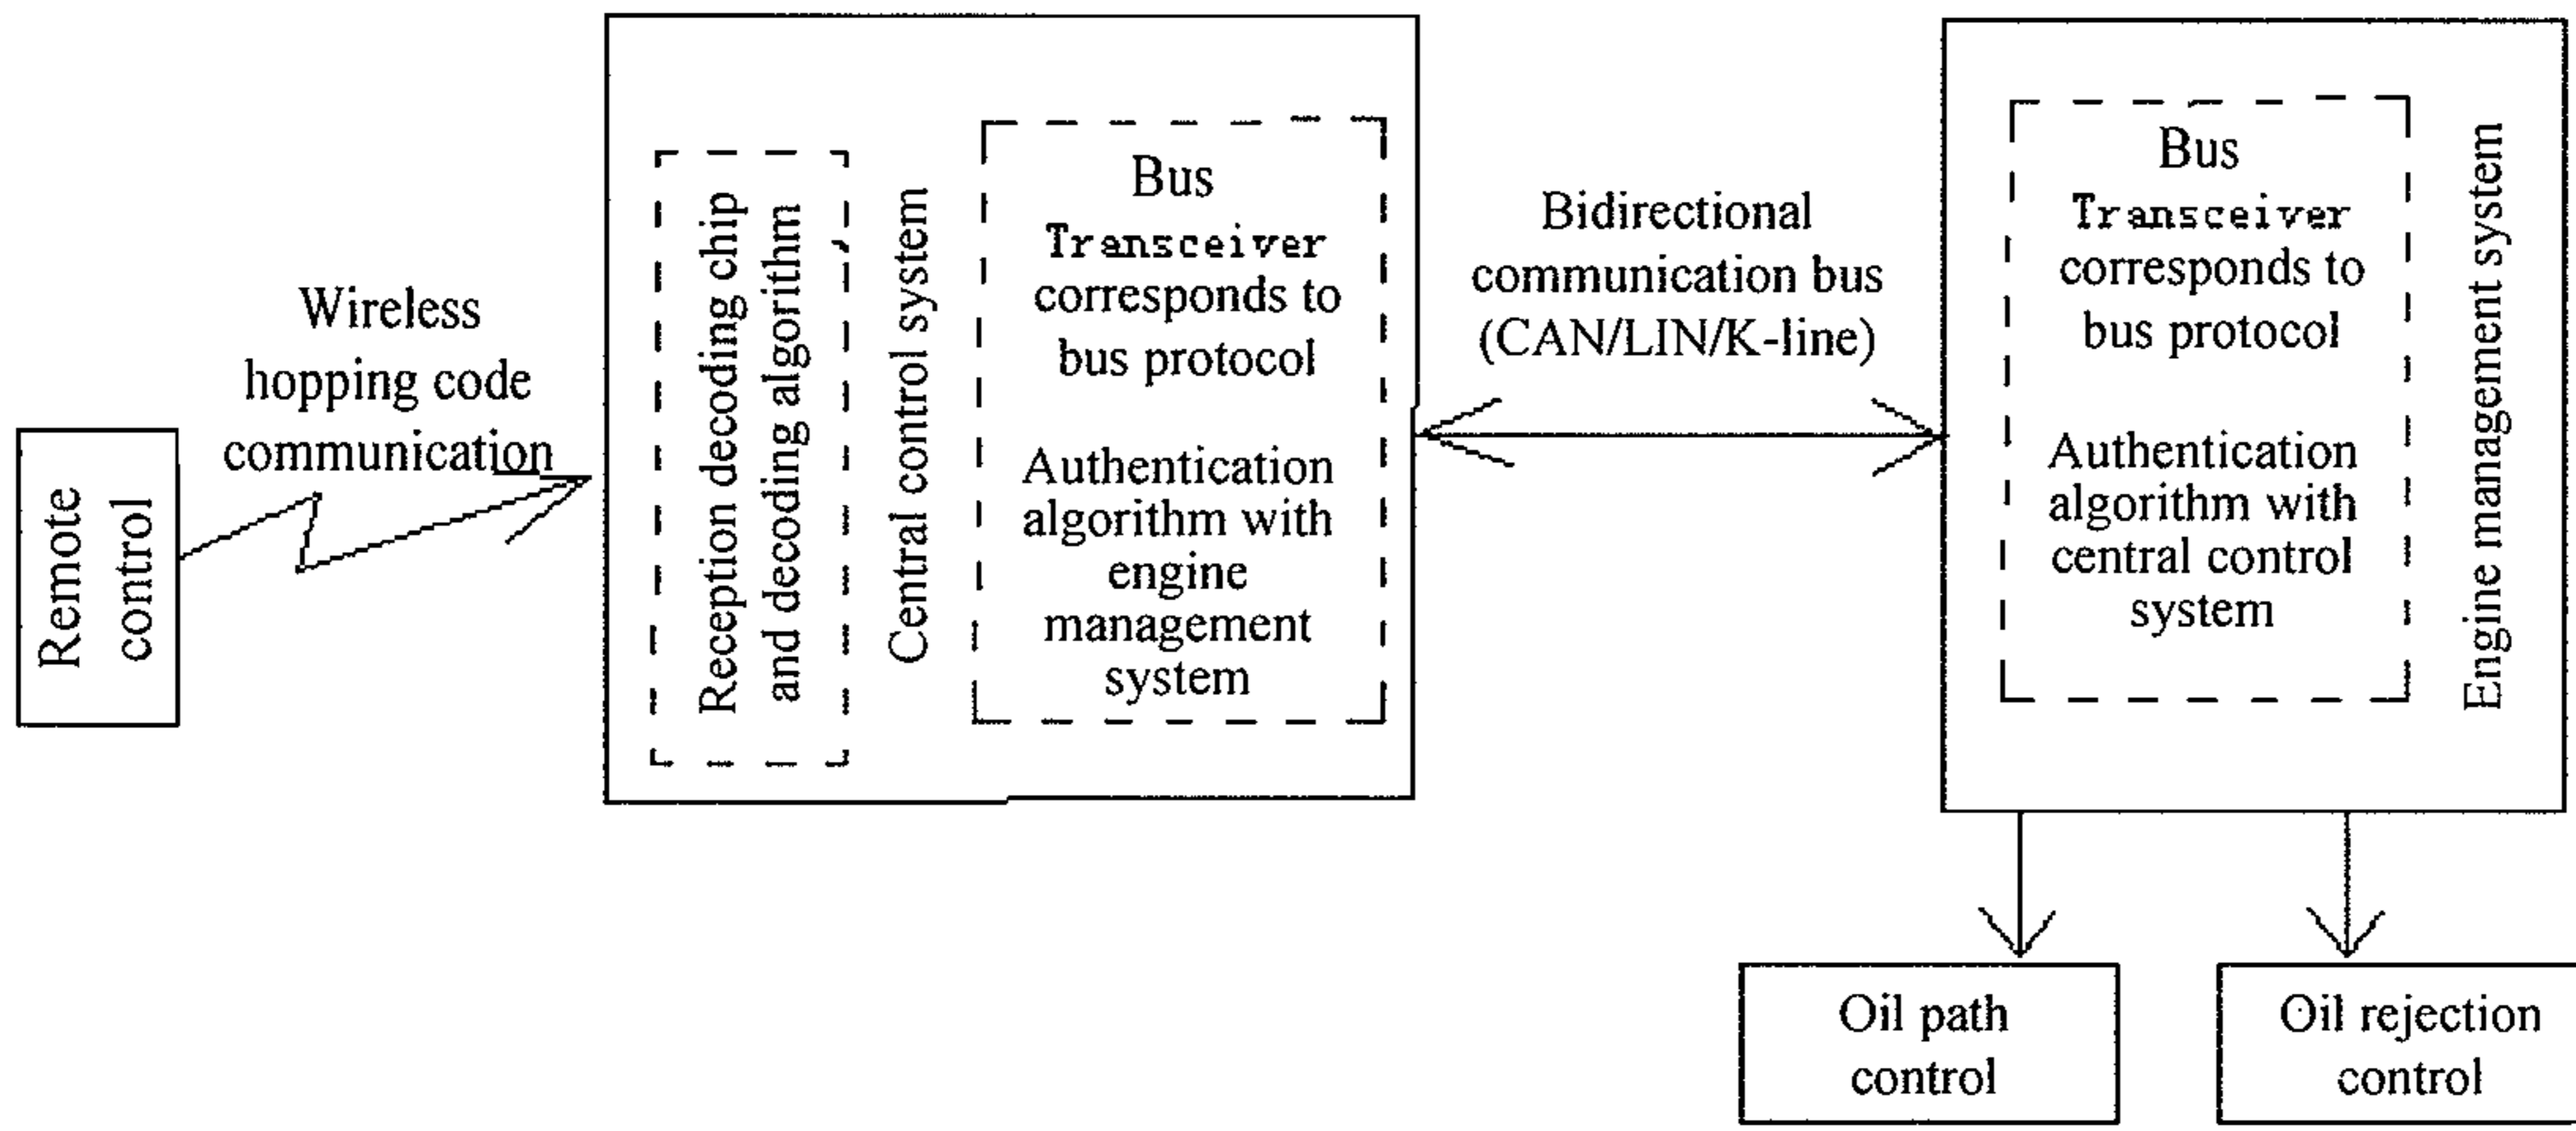 Remote
control
Wireless
hopping code
communication
Reception decoding chip
and decoding algorithm
Central control system
Bus
Transceiver
corresponds to
bus protocol
Authentication
algorithm with
engine
management
system
Bidirectional
communication bus
(CAN/LIN/K-line)
Bus
Transceiver
corresponds to
bus protocol
Authentication
algorithm with
central control
system
Engine management system
Oil path
control
Oil rejection
control